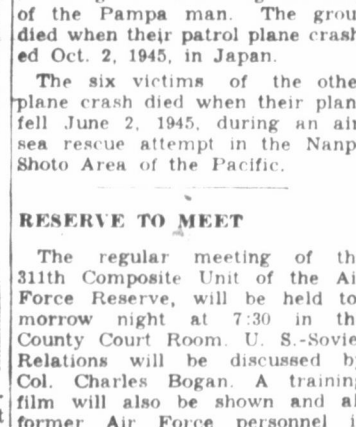 of the Pampa man. The grou
died when their patrol plane crash
ed Oct. 2, 1945, in Japan.
The six victims of the othe
plane crash died when their plan
fell June 2, 1945, during an air
sea rescue attempt in the Nanp
Shoto Area of the Pacific.
RESERVE TO MEET
The regular meeting of th
311th Composite Unit of the Ai
Force Reserve, will be held to
morrow night at 7:30 in th
County Court Room. U. S.-Sovie
Relations will be discussed b
Col. Charles Bogan. A training
film will also be shown and al
former Air Force personnel i